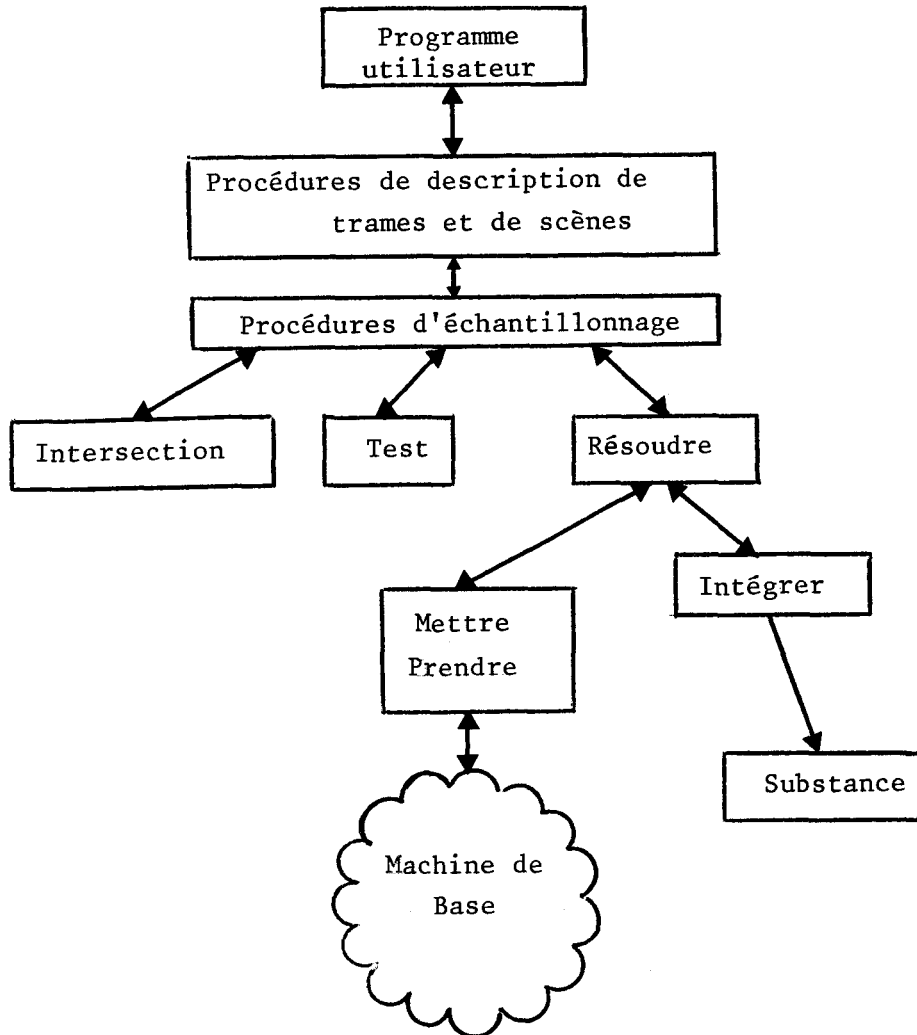 Programme
utilisateur
Procédures de description de
trames et de scènes
Procédures d'échantillonnage
Intersection
Test
Résoudre
Intégrer
Mettre
Prendre
Substance
Machine de
Base